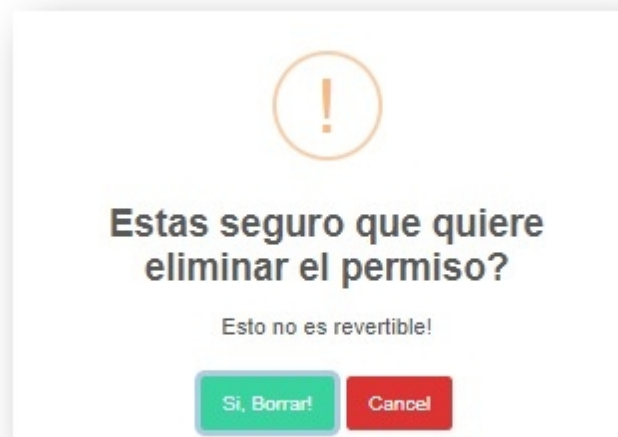 !
Estas seguro que quiere
eliminar el permiso?
Esto no es revertible!
Si, Borrar!
Cancel